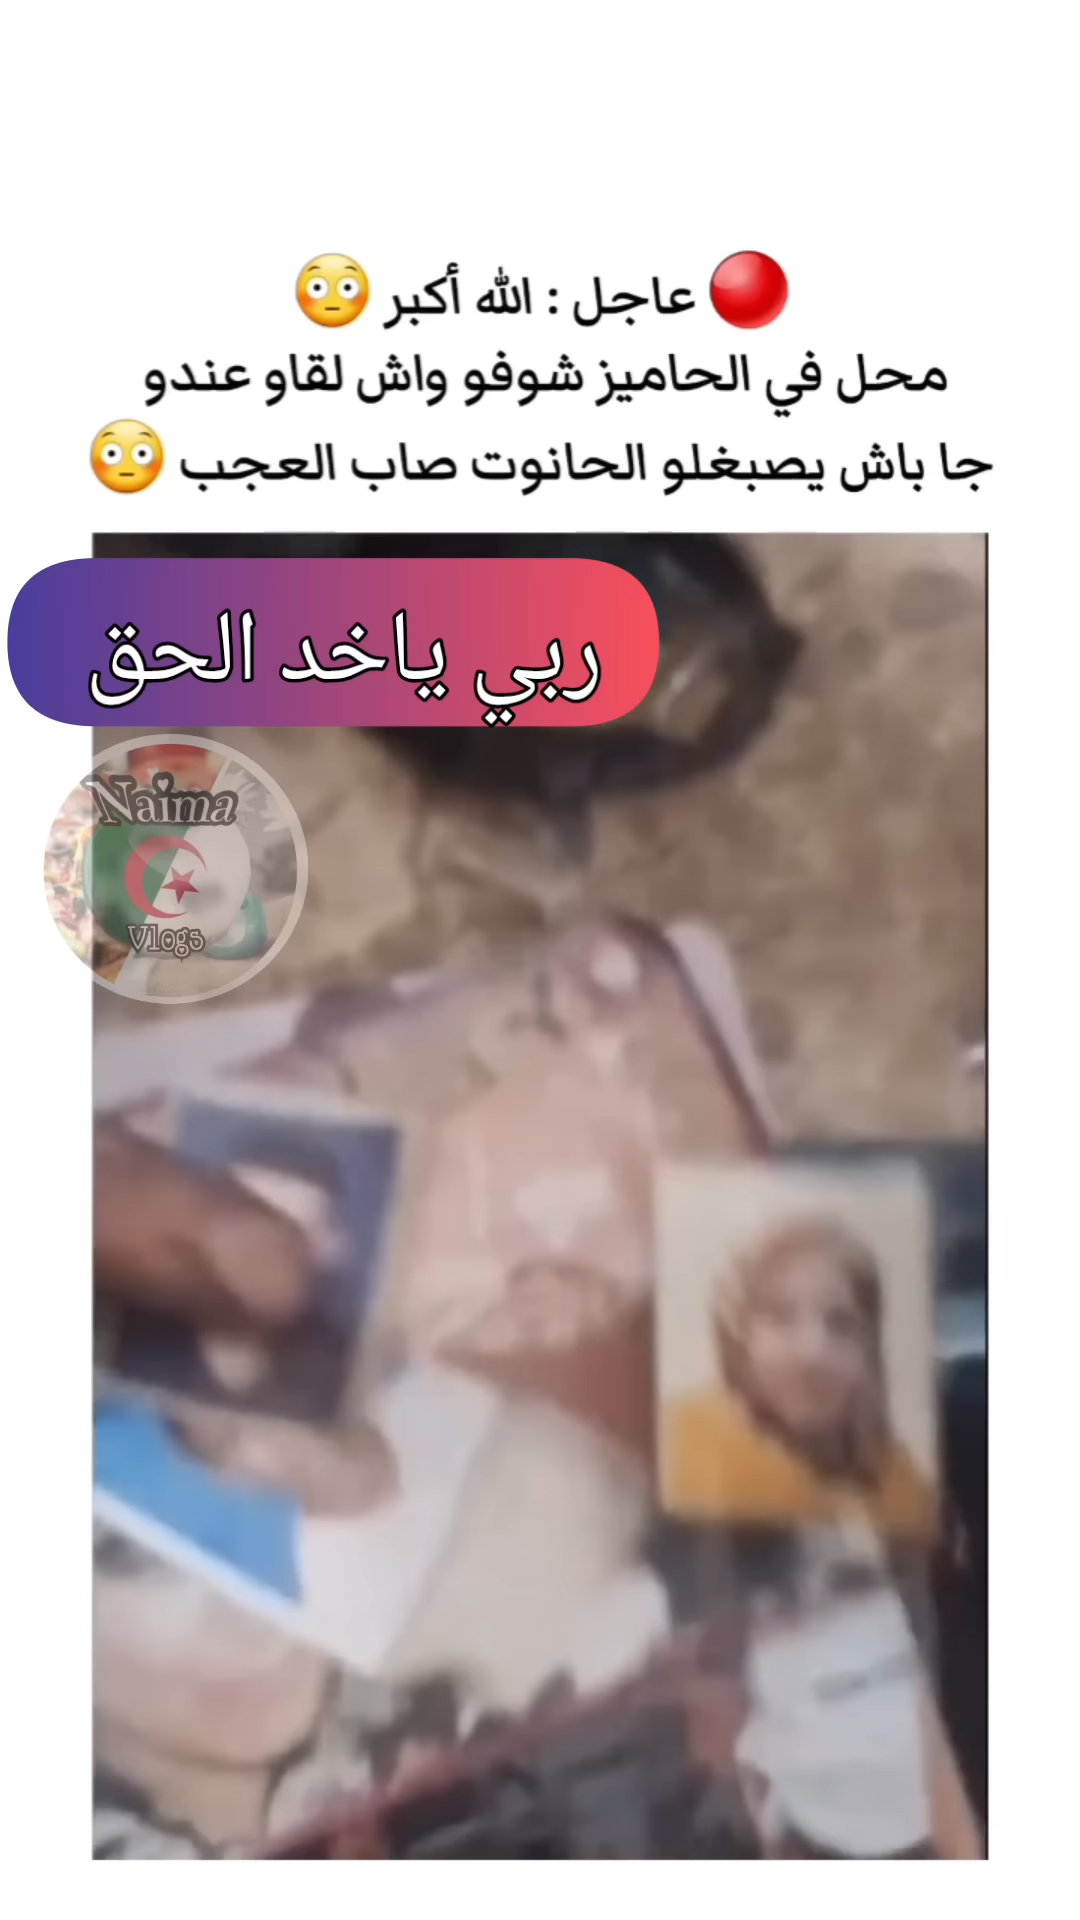 🔴 عاجل : الله أكبر 😳
محل في الحاميز شوفو واش لقاو عندو
جا باش يصبغلو الحانوت صاب العجب 😳
ربي ياخد الحق
Naima
Vlogs